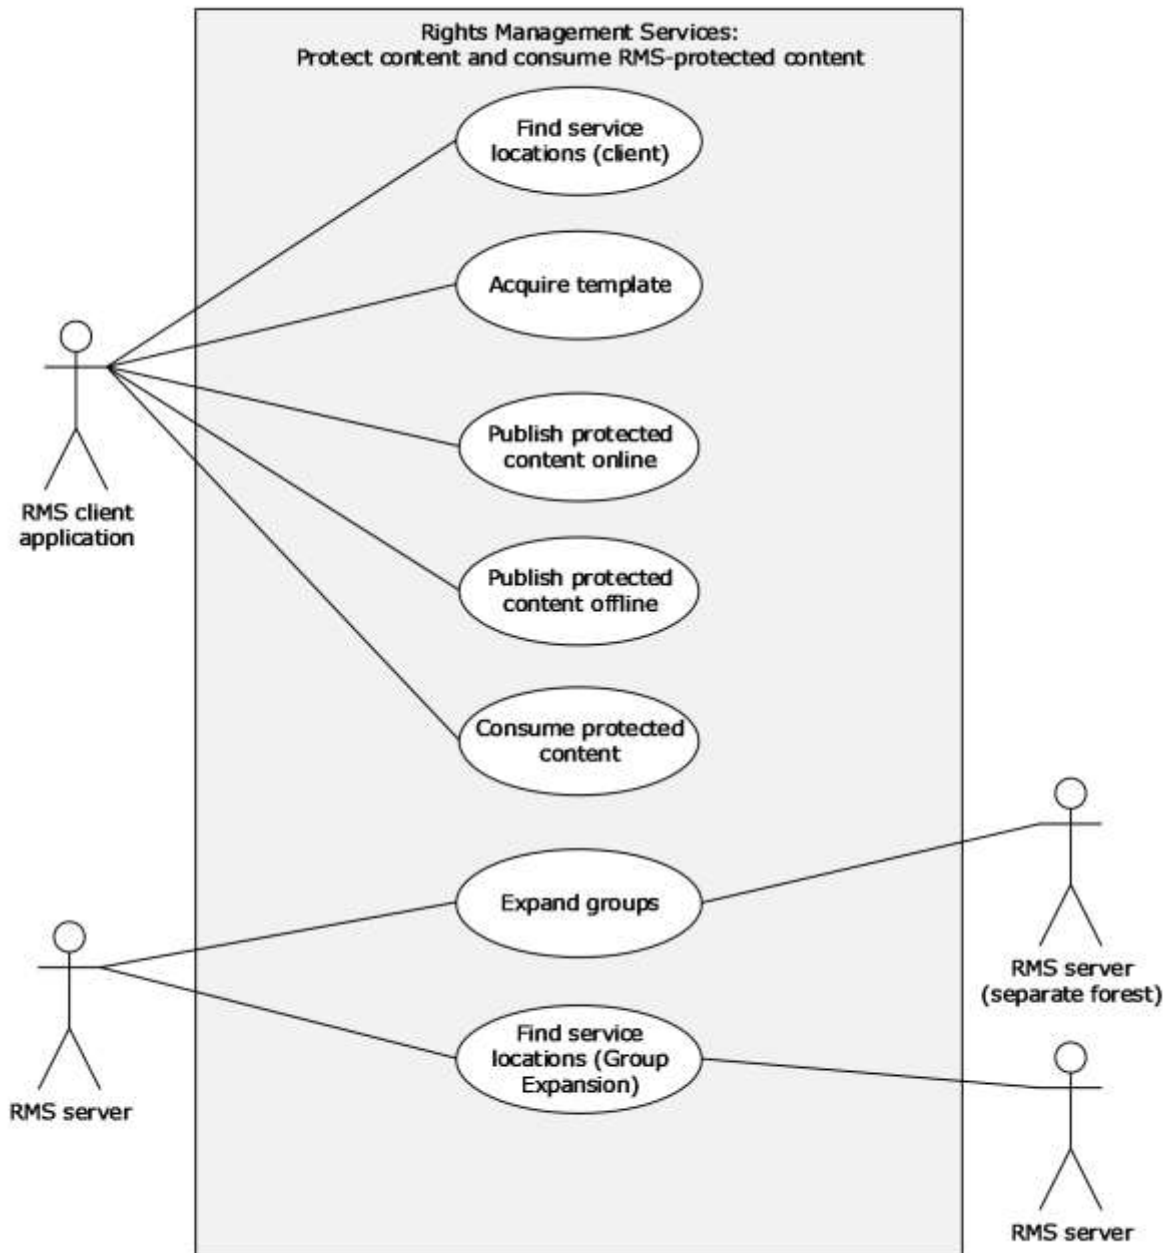 Rights Management Services:
Protect content and consume RMS-protected content
Find service
locations (client)
Acquire template
Publish protected
content online
RMS client
application
Publish protected
content offline
Consume protected
content
Expand groups
RMS server
(separate forest)
Find service
locations (Group
Expansion)
RMS server
RMS server